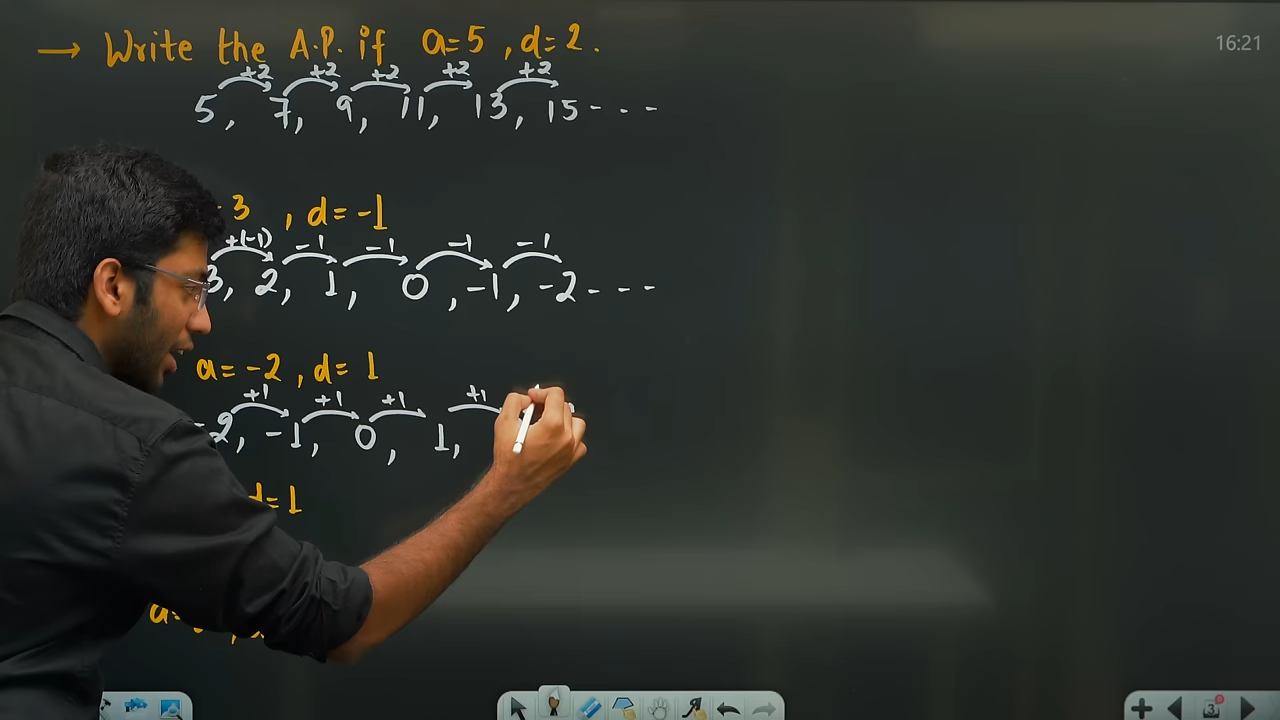 → Write the A.P. if a=5 , d=2.
+2 +2 +2 +2 +2
5, 7, 9, 11, 13, 15 - - -
3 , d= -1
+(-1) -1 -1 -1 -1
3, 2, 1, 0 , -1 , -2 - - -
a= -2 , d= 1
+1 +1 +1 +1
-2, -1, 0 , 1,
d= 1
a=
16:21
3